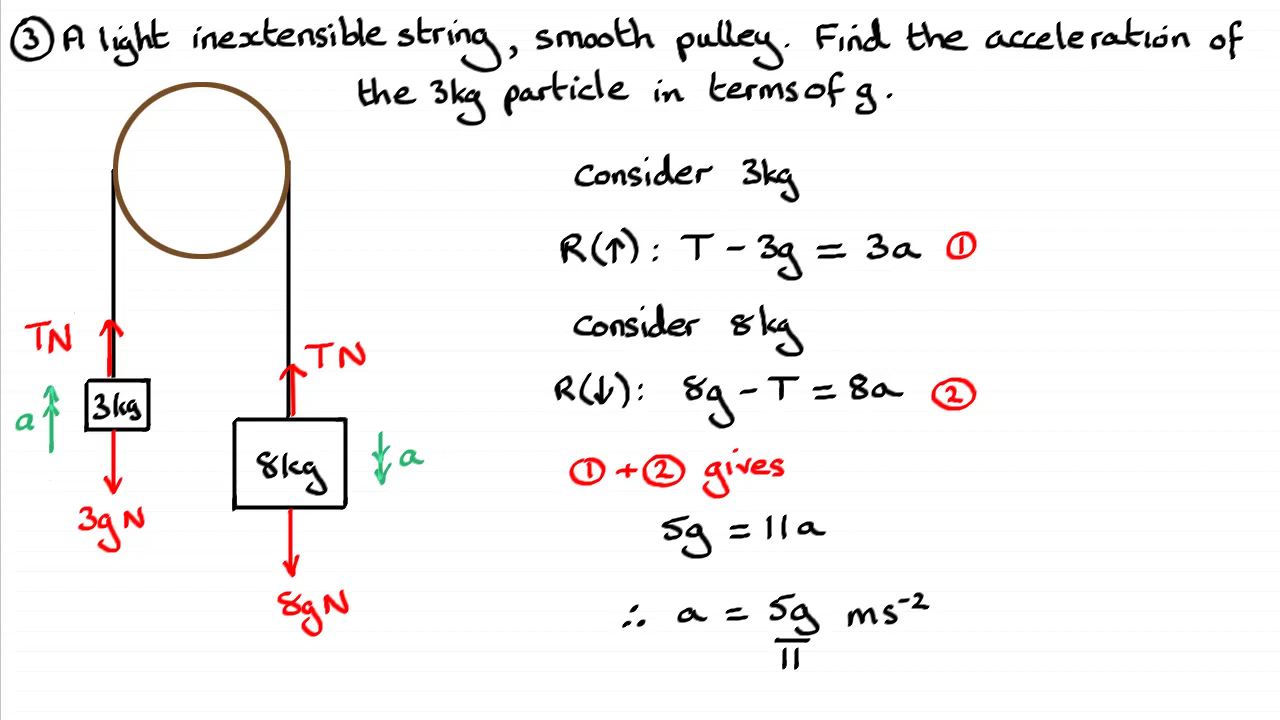 ③ A light inextensible string, smooth pulley. Find the acceleration of
the 3kg particle in terms of g.
Consider 3kg
R(↑): T - 3g = 3a ①
Consider 8kg
R(↓): 8g - T = 8a ②
① + ② gives
5g = 11a
∴ a = 5g ms⁻²
11
TN
a
3kg
3gN
TN
8kg
a
8gN